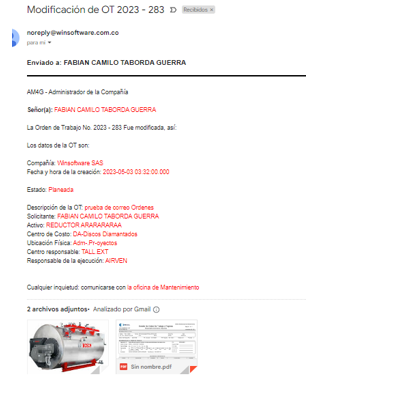 Modificación de OT 2023 - 283 Recibidos ×
noreply@winsoftware.com.co
para mí
Enviado a: FABIAN CAMILO TABORDA GUERRA
AM4G - Administrador de la Compañía
Señor(a): FABIAN CAMILO TABORDA GUERRA
La Orden de Trabajo No. 2023 - 283 Fue modificada, así:
Los datos de la OT son:
Compañía: Winsoftware SAS
Fecha y hora de la creación: 2023-05-03 03:32:00 000
Estado: Planeada
Descripción de la OT: prueba de correo Ordenes
Solicitante: FABIAN CAMILO TABORDA GUERRA
Activo: REDUCTOR ARARARARAA
Centro de Costo: DA-Discos Diamantados
Ubicación Física: Adm-.Pr-oyectos
Centro responsable: TALL.EXT
Responsable de la ejecución: AIRVEN
Cualquier inquietud: comunicarse con la oficina de Mantenimiento
2 archivos adjuntos • Analizado por Gmail
Sin nombre.pdf